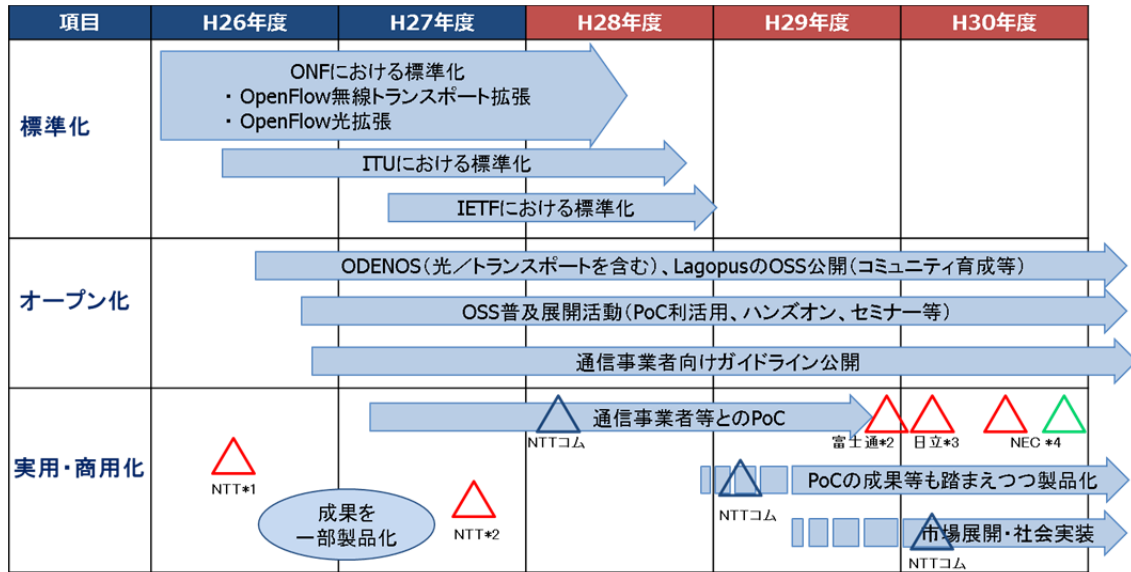 項目
H26年度
H27年度
H28年度
H29年度
H30年度
標準化
ONFにおける標準化
・ OpenFlow無線トランスポート拡張
・ OpenFlow光拡張
ITUにおける標準化
IETFにおける標準化
オープン化
ODENOS(光／トランスポートを含む)、LagopusのOSS公開(コミュニティ育成等)
OSS普及展開活動(PoC利活用、ハンズオン、セミナー等)
通信事業者向けガイドライン公開
実用・商用化
通信事業者等とのPoC
NTTコム
富士通*2
日立*3
NEC *4
NTT*1
PoCの成果等も踏まえつつ製品化
NTTコム
成果を
一部製品化
NTT*2
市場展開・社会実装
NTTコム